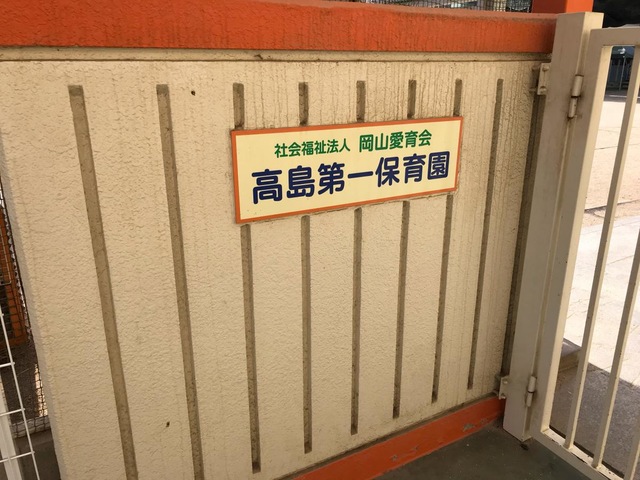 社会福祉法人 岡山愛育会
高島第一保育園